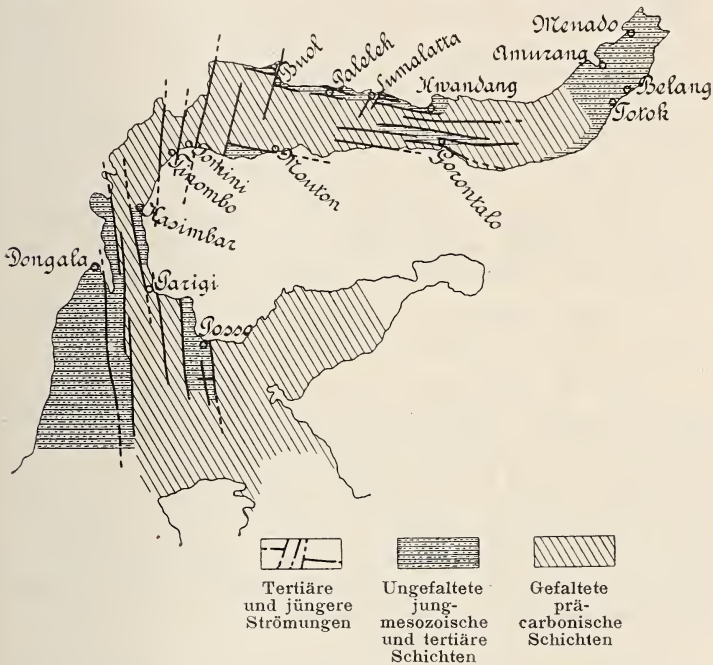 Menado
Amurang
Buol
Paleleh
Sumalatta
Kwandang
Belang
Totok
Tomini
Tinombo
Mouton
Gorontalo
Kasimbar
Dongala
Parigi
Posso
Tertiäre
und jüngere
Strömungen
Ungefaltete
jung-
mesozoische
und tertiäre
Schichten
Gefaltete
prä-
carbonische
Schichten